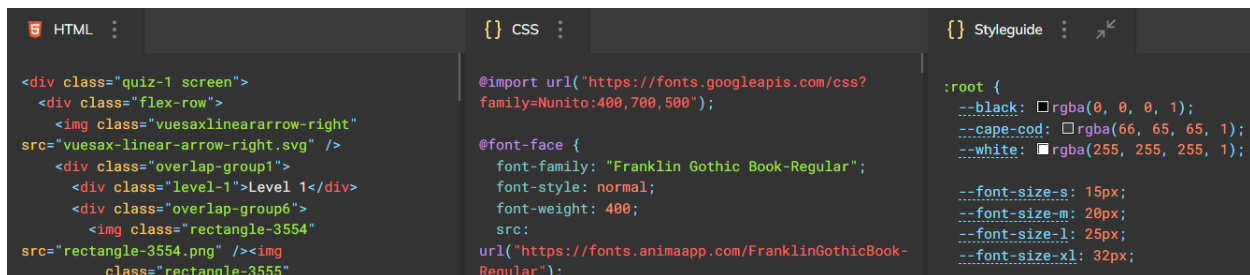 HTML
<div class="quiz-1 screen">
<div class="flex-row">
<img class="vuesaxlineararrow-right"
src="vuesax-linear-arrow-right.svg" />
<div class="overlap-group1">
<div class="level-1">Level 1</div>
<div class="overlap-group6">
<img class="rectangle-3554"
src="rectangle-3554.png" /><img
class="rectangle-3555"
{} CSS
@import url("https://fonts.googleapis.com/css?
family=Nunito:400,700,500");
@font-face {
font-family: "Franklin Gothic Book-Regular";
font-style: normal;
font-weight: 400;
src:
url("https://fonts.animaapp.com/FranklinGothicBook-
Regular");
{} Styleguide
:root {
--black: rgba(0, 0, 0, 1);
--cape-cod: rgba(66, 65, 65, 1);
--white: rgba(255, 255, 255, 1);
--font-size-s: 15px;
--font-size-m: 20px;
--font-size-l: 25px;
--font-size-xl: 32px;